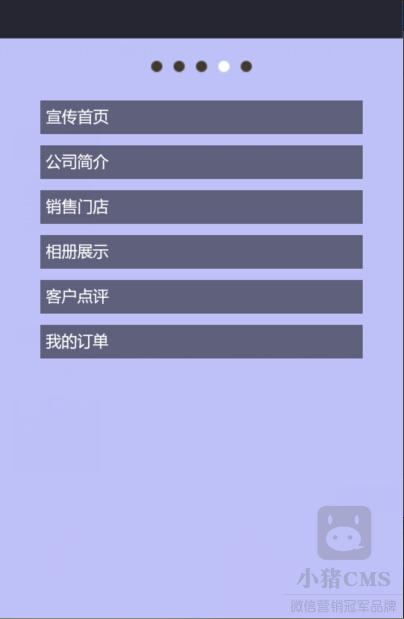 宣传首页
公司简介
销售门店
相册展示
客户点评
我的订单
小猪CMS
微信营销冠军品牌